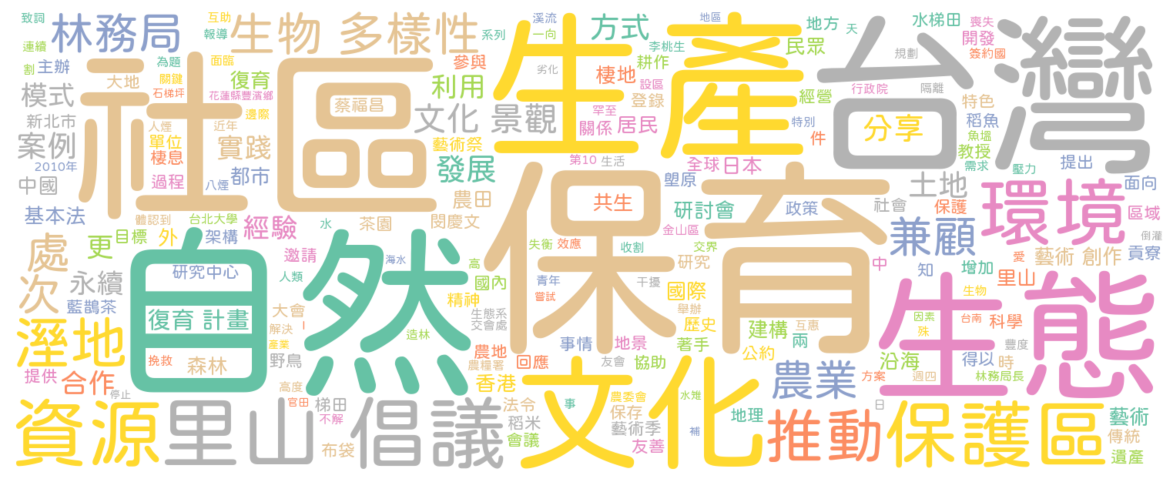 致詞
連續
割
林務局
主辦
互助
報導
面臨
為題
關鍵
生物 多樣性
系列
溪流
一向
方式
李桃生
地區
民眾
地方
天
水梯田
開發
喪失
簽約國
台灣
生產
社區
大地
石梯坪
花蓮縣豐濱鄉
復育
蔡福昌
利用
參與
劣化
棲地
耕作
設區
登錄
經營
規劃
行政院
隔離
特色
稻魚
魚塭
模式
新北市
案例
2010年
中國
基本法
人煙
單位
棲息
過程
近年
邊際
實踐
八煙
都市
文化 景觀
藝術祭
發展
罕至
關係
居民
第10
生活
全球
日本
特別
件
分享
教授
需求
壓力
提出
面向
體認到
台北大學
目標
更
外
架構
經驗
水
茶園
閔慶文
農田
共生
研討會
金山區
塱原
政策
社會
土地
保護
環境
區域
保育
兼顧
倒灌
處
次
永續
藍鵲茶
研究中心
邀請
人類
海水
高
國內
失衡
效應
青年
嘗試
收割
研究
干擾
交界
國際
舉辦
中
知
增加
里山
愛
藝術 創作
貢寮
自然
復育 計畫
大會
解決
產業
精神
生態系
交會處
歷史
建構
互惠
生物
因素
殊
台南
科學
豐度
生態
溼地
提供
合作
挽救
森林
野鳥
造林
農地
農糧署
回應
香港
事情
友會
地景
協助
著手
兩
公約
沿海
方案
週四
得以
時
林務局長
停止
高度
官田
梯田
不解
布袋
資源
里山 倡議
法令
稻米
會議
文化
事
農委會
保存
藝術季
友善
水雉
補
地理
農業
推動
日
保護區
藝術
傳統
遺產